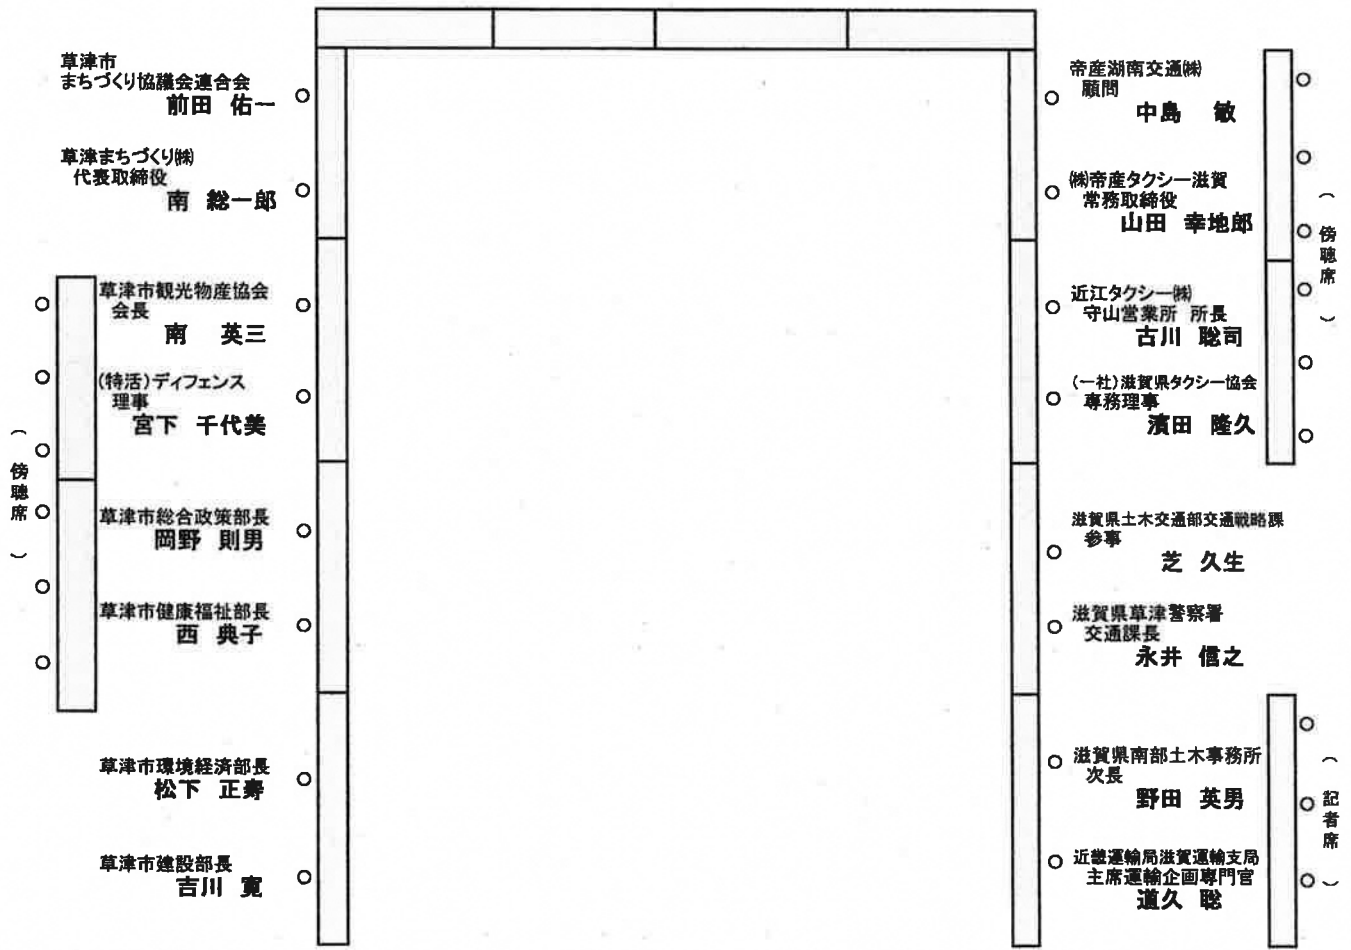 草津市
まちづくり協議会連合会
前田 佑一
草津まちづくり㈱
代表取締役
南 総一郎
草津市観光物産協会
会長
南 英三
(特活)ディフェンス
理事
宮下 千代美
草津市総合政策部長
岡野 則男
草津市健康福祉部長
西 典子
草津市環境経済部長
松下 正寿
草津市建設部長
吉川 寛
(傍聴席)
帝産湖南交通㈱
顧問
中島 敏
㈱帝産タクシー滋賀
常務取締役
山田 幸地郎
近江タクシー㈱
守山営業所 所長
古川 聡司
(一社)滋賀県タクシー協会
専務理事
濱田 隆久
滋賀県土木交通部交通戦略課
参事
芝 久生
滋賀県草津警察署
交通課長
永井 信之
滋賀県南部土木事務所
次長
野田 英男
近畿運輸局滋賀運輸支局
主席運輸企画専門官
道久 聡
(傍聴席)
(記者席)